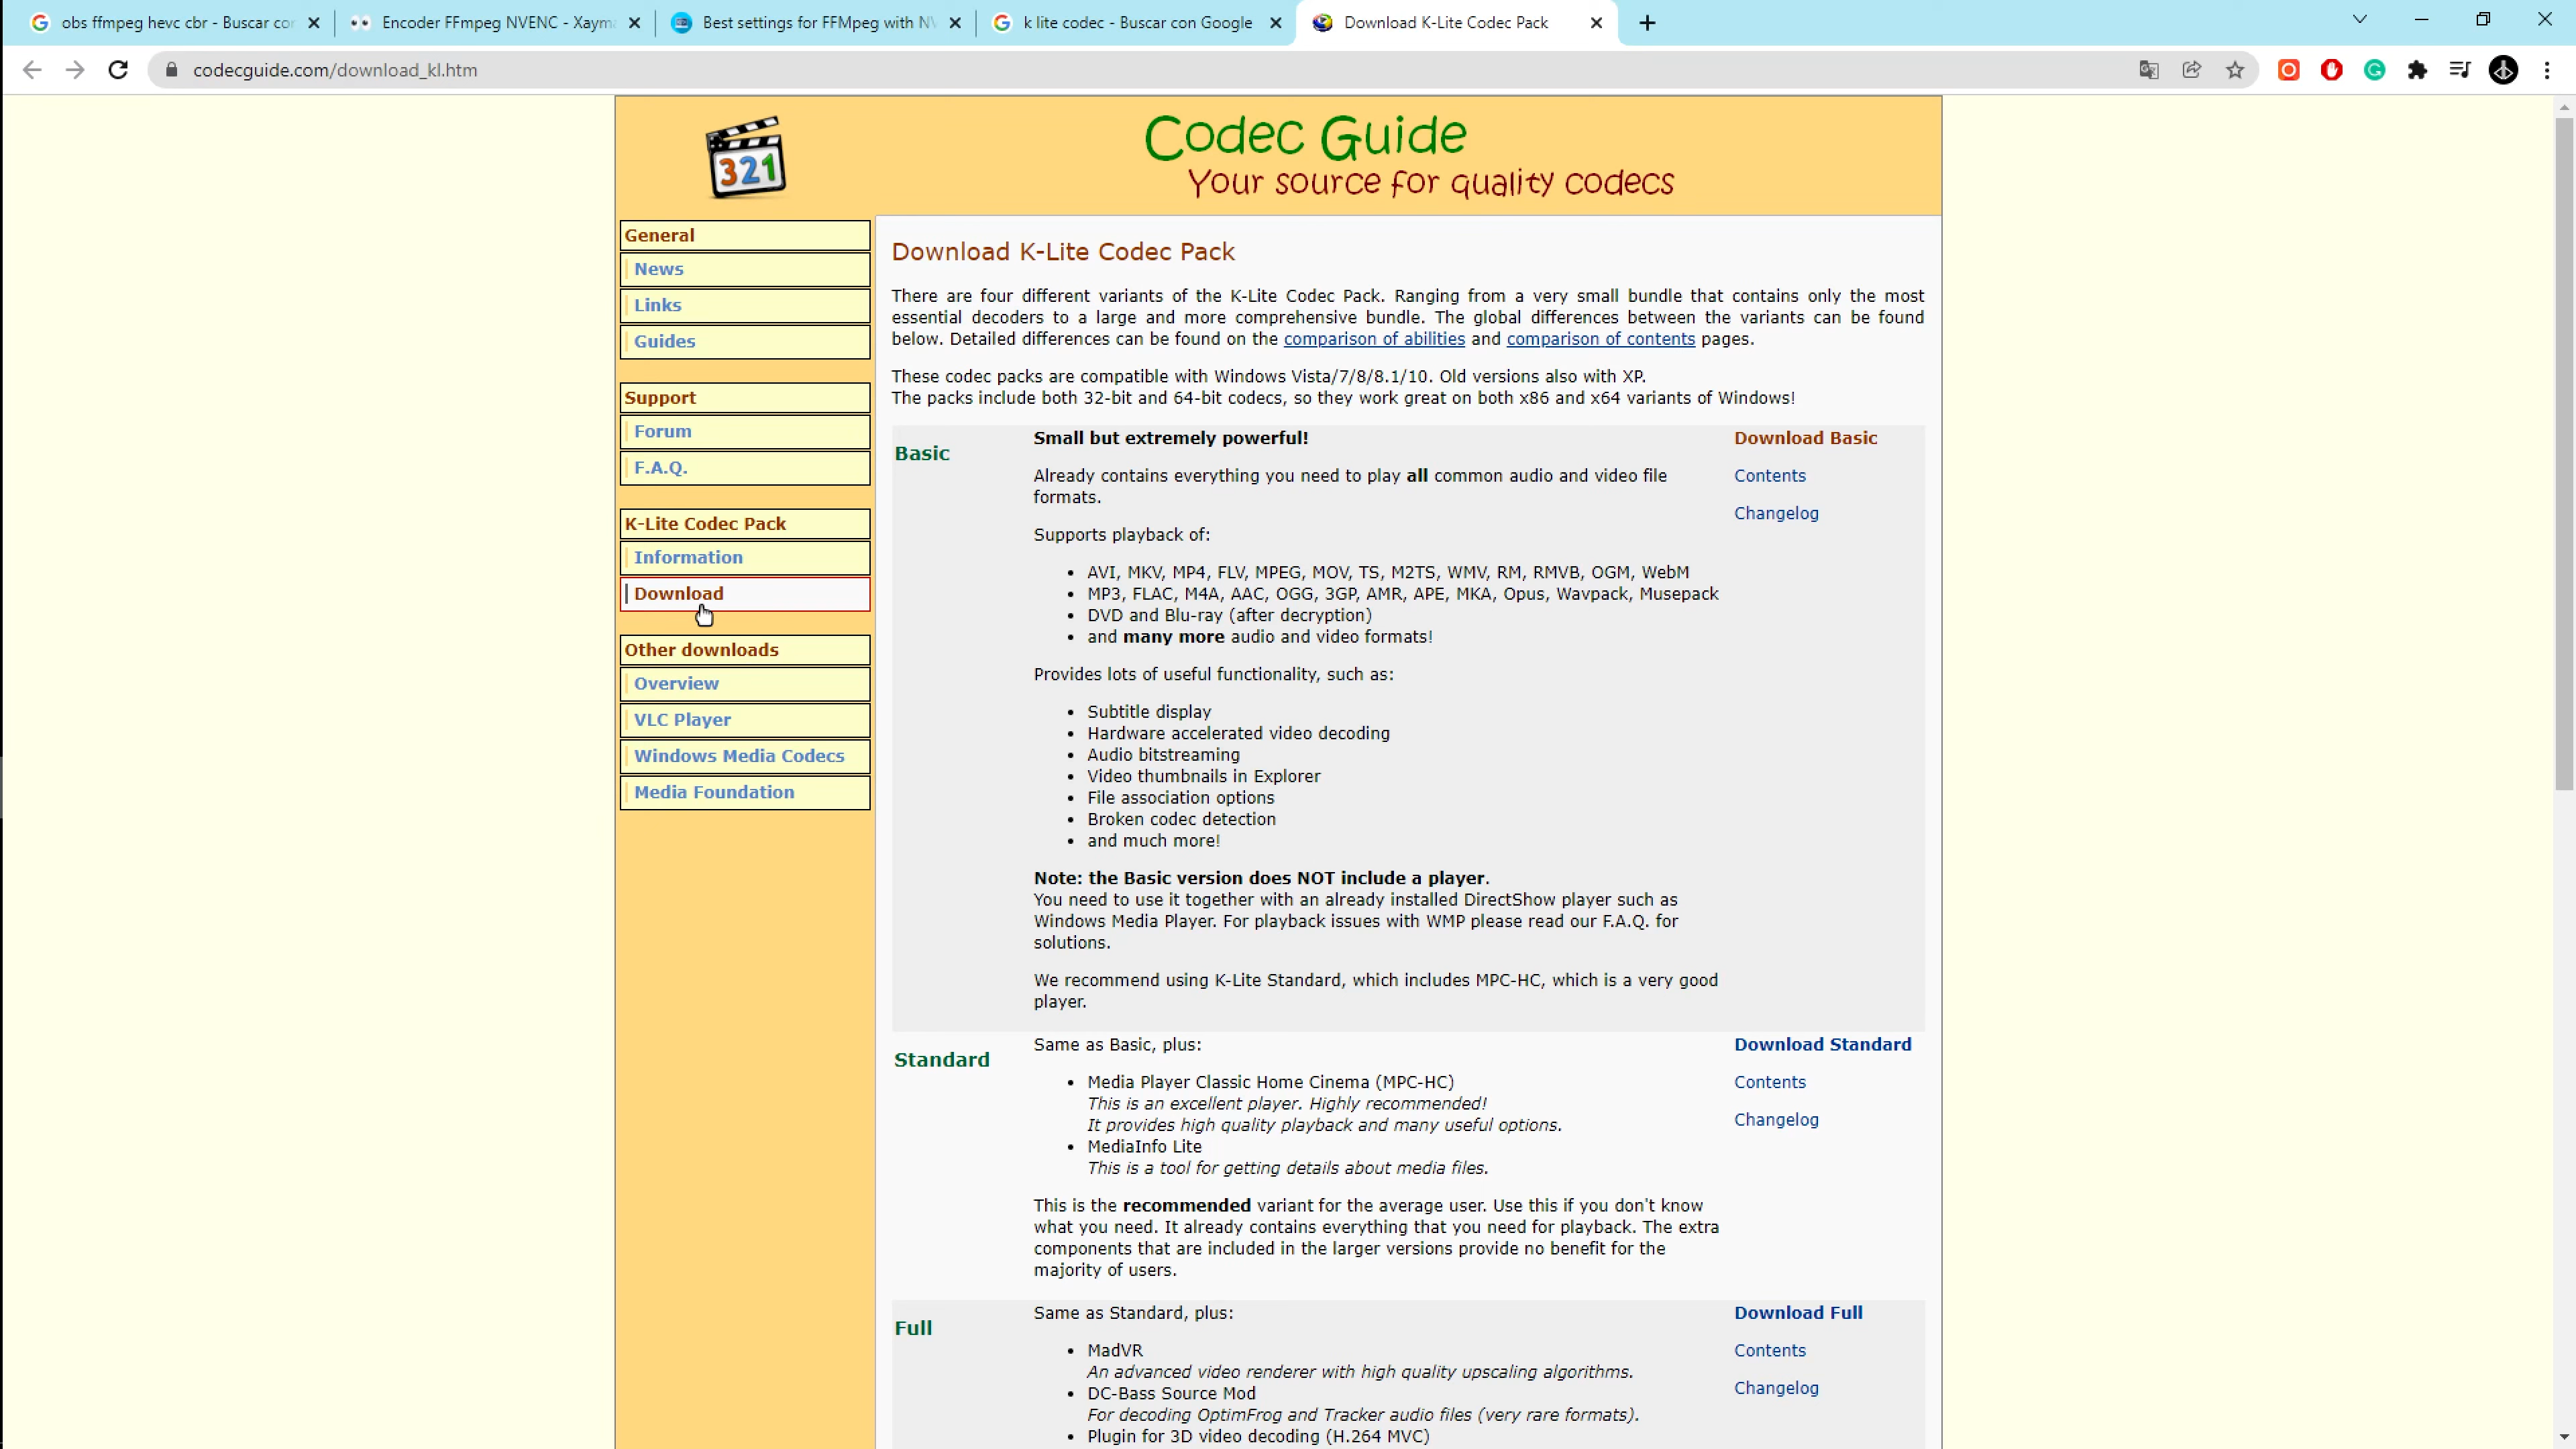 obs ffmpeg hevc cbr - Buscar cor
Encoder FFmpeg NVENC - Xayma
Best settings for FFMpeg with NV
k lite codec - Buscar con Google
Download K-Lite Codec Pack
codecguide.com/download_kl.htm
321
Codec Guide
Your source for quality codecs
General
News
Links
Guides
Support
Forum
F.A.Q.
K-Lite Codec Pack
Information
Download
Other downloads
Overview
VLC Player
Windows Media Codecs
Media Foundation
Download K-Lite Codec Pack
There are four different variants of the K-Lite Codec Pack. Ranging from a very small bundle that contains only the most
essential decoders to a large and more comprehensive bundle. The global differences between the variants can be found
below. Detailed differences can be found on the comparison of abilities and comparison of contents pages.
These codec packs are compatible with Windows Vista/7/8/8.1/10. Old versions also with XP.
The packs include both 32-bit and 64-bit codecs, so they work great on both x86 and x64 variants of Windows!
Basic
Small but extremely powerful!
Already contains everything you need to play all common audio and video file
formats.
Supports playback of:
• AVI, MKV, MP4, FLV, MPEG, MOV, TS, M2TS, WMV, RM, RMVB, OGM, WebM
• MP3, FLAC, M4A, AAC, OGG, 3GP, AMR, APE, MKA, Opus, Wavpack, Musepack
• DVD and Blu-ray (after decryption)
• and many more audio and video formats!
Provides lots of useful functionality, such as:
• Subtitle display
• Hardware accelerated video decoding
• Audio bitstreaming
• Video thumbnails in Explorer
• File association options
• Broken codec detection
• and much more!
Note: the Basic version does NOT include a player.
You need to use it together with an already installed DirectShow player such as
Windows Media Player. For playback issues with WMP please read our F.A.Q. for
solutions.
We recommend using K-Lite Standard, which includes MPC-HC, which is a very good
player.
Download Basic
Contents
Changelog
Standard
Same as Basic, plus:
• Media Player Classic Home Cinema (MPC-HC)
This is an excellent player. Highly recommended!
It provides high quality playback and many useful options.
• MediaInfo Lite
This is a tool for getting details about media files.
This is the recommended variant for the average user. Use this if you don't know
what you need. It already contains everything that you need for playback. The extra
components that are included in the larger versions provide no benefit for the
majority of users.
Download Standard
Contents
Changelog
Full
Same as Standard, plus:
• MadVR
An advanced video renderer with high quality upscaling algorithms.
• DC-Bass Source Mod
For decoding OptimFrog and Tracker audio files (very rare formats).
• Plugin for 3D video decoding (H.264 MVC)
Download Full
Contents
Changelog